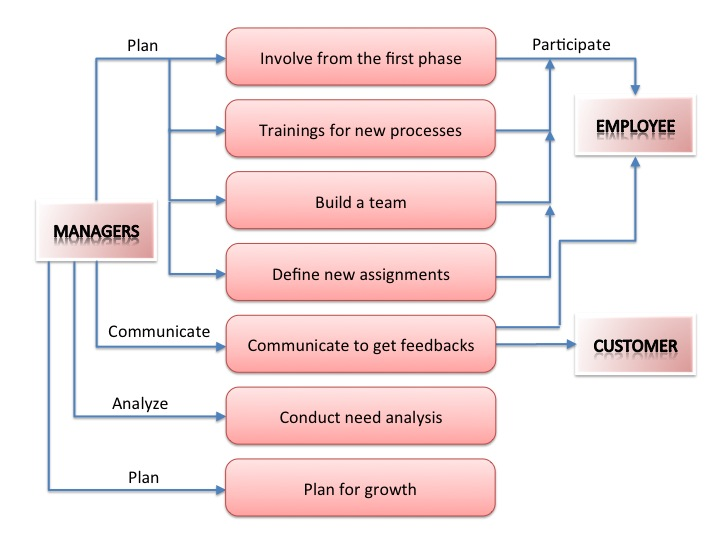 Plan
Involve from the first phase
Participate
Trainings for new processes
EMPLOYEE
Build a team
MANAGERS
Define new assignments
Communicate
Communicate to get feedbacks
CUSTOMER
Analyze
Conduct need analysis
Plan
Plan for growth